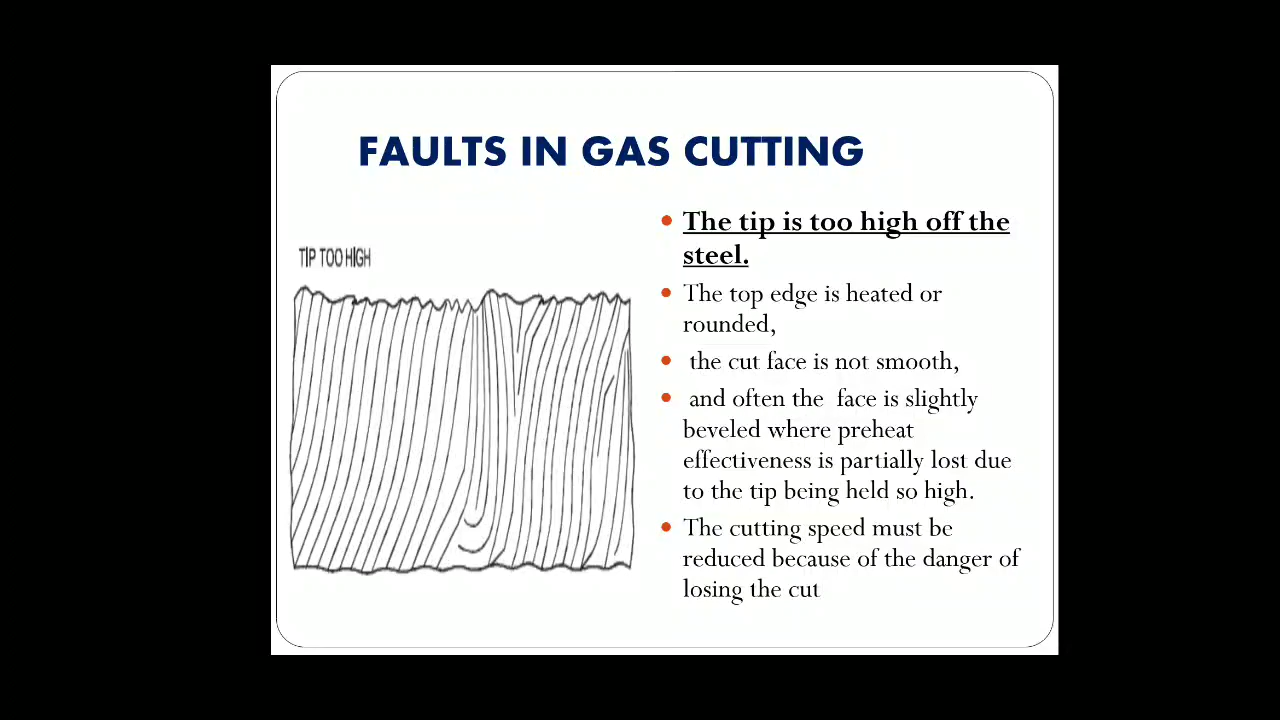 FAULTS IN GAS CUTTING
TIP TOO HIGH
The tip is too high off the
steel.
The top edge is heated or
rounded,
the cut face is not smooth,
and often the face is slightly
beveled where preheat
effectiveness is partially lost due
to the tip being held so high.
The cutting speed must be
reduced because of the danger of
losing the cut